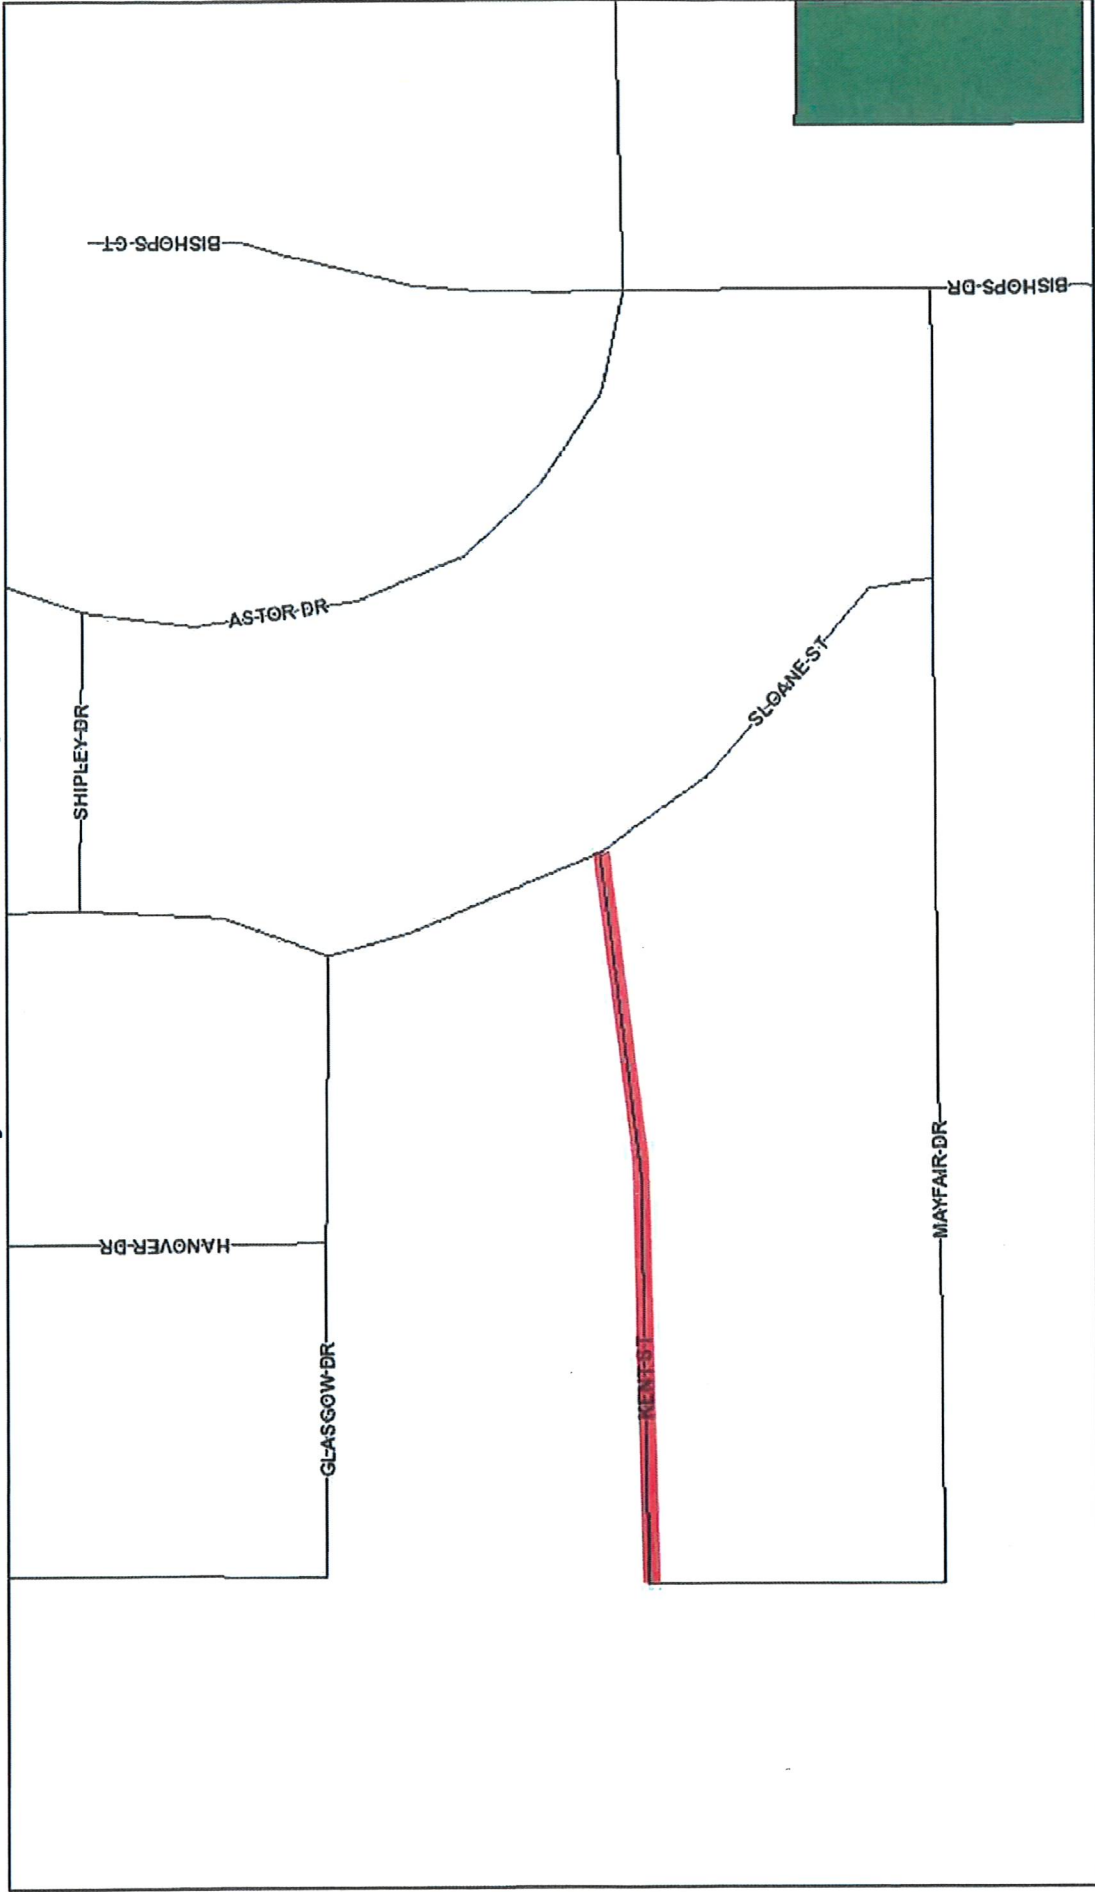 BISHOPS CT
BISHOPS DR
ASTOR DR
SHIPLEY DR
SLOANE ST
HANOVER DR
GLASGOW DR
KENT ST
MAYFAIR DR